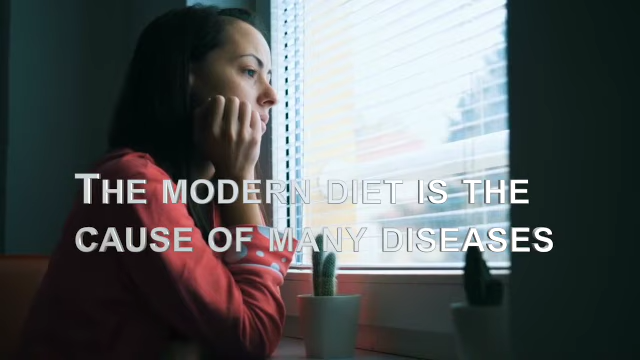 THE MODERN DIET IS THE
CAUSE OF MANY DISEASES